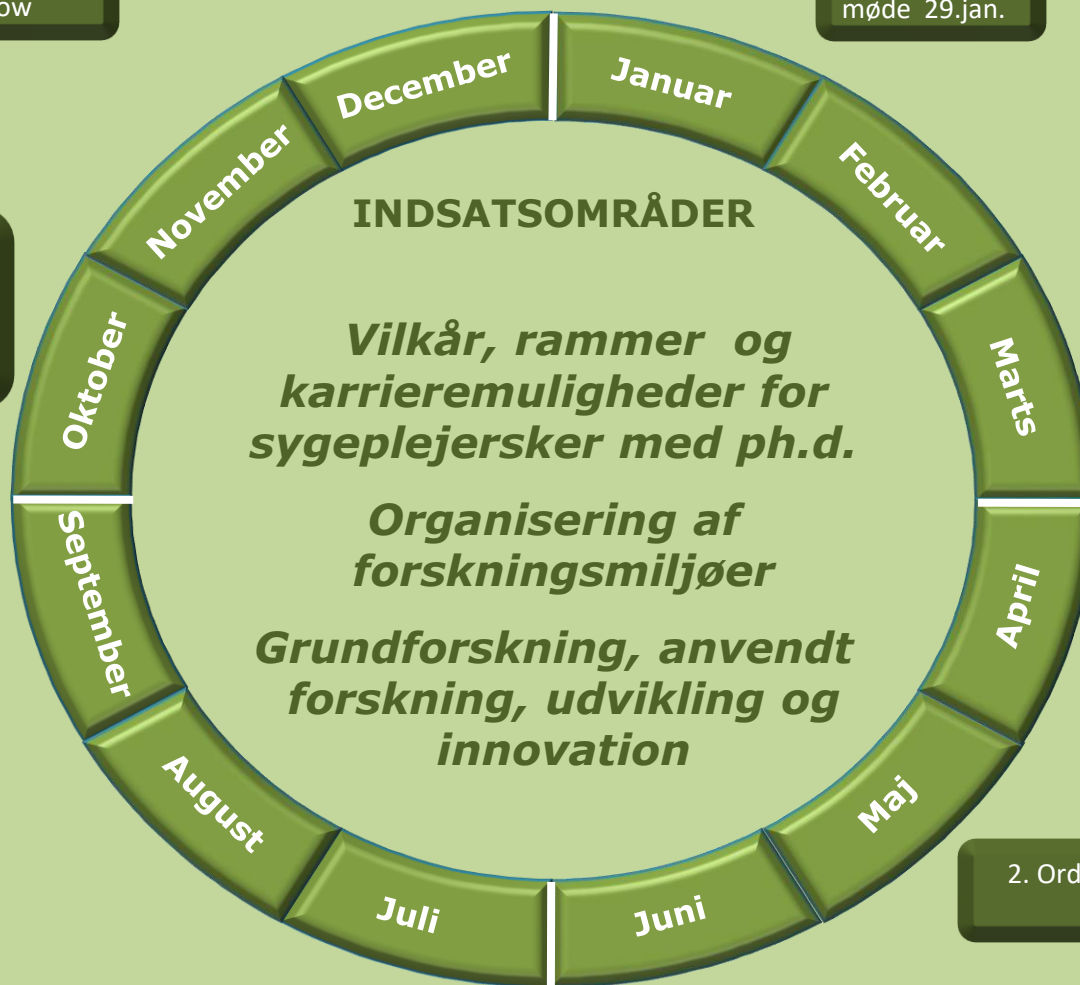 møde 29.jan.
Januar
Februar
Marts
April
Maj
Juni
Juli
August
September
Oktober
November
December
INDSATSOMRÅDER
Vilkår, rammer og
karrieremuligheder for
sygeplejersker med ph.d.
Organisering af
forskningsmiljøer
Grundforskning, anvendt
forskning, udvikling og
innovation
2. Ord